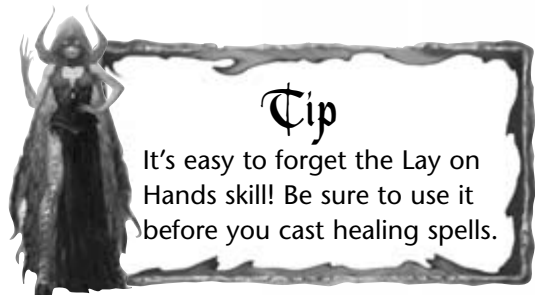 Tip
It's easy to forget the Lay on
Hands skill! Be sure to use it
before you cast healing spells.